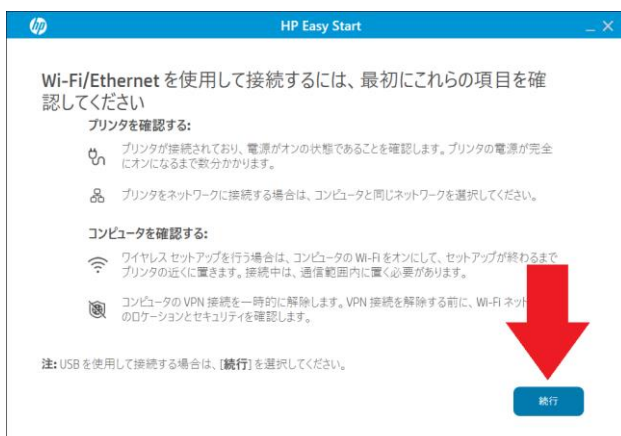 hp
HP Easy Start
Wi-Fi/Ethernet を使用して接続するには、最初にこれらの項目を確
認してください
プリンタを確認する:
プリンタが接続されており、電源がオンの状態であることを確認します。プリンタの電源が完全
にオンになるまで数分かかります。
プリンタをネットワークに接続する場合は、コンピュータと同じネットワークを選択してください。
コンピュータを確認する:
ワイヤレス セットアップを行う場合は、コンピュータの Wi-Fi をオンにして、セットアップが終わるまで
プリンタの近くに置きます。接続中は、通信範囲内に置く必要があります。
コンピュータの VPN 接続を一時的に解除します。VPN 接続を解除する前に、Wi-Fi ネット
のロケーションとセキュリティを確認します。
注: USB を使用して接続する場合は、[続行] を選択してください。
続行